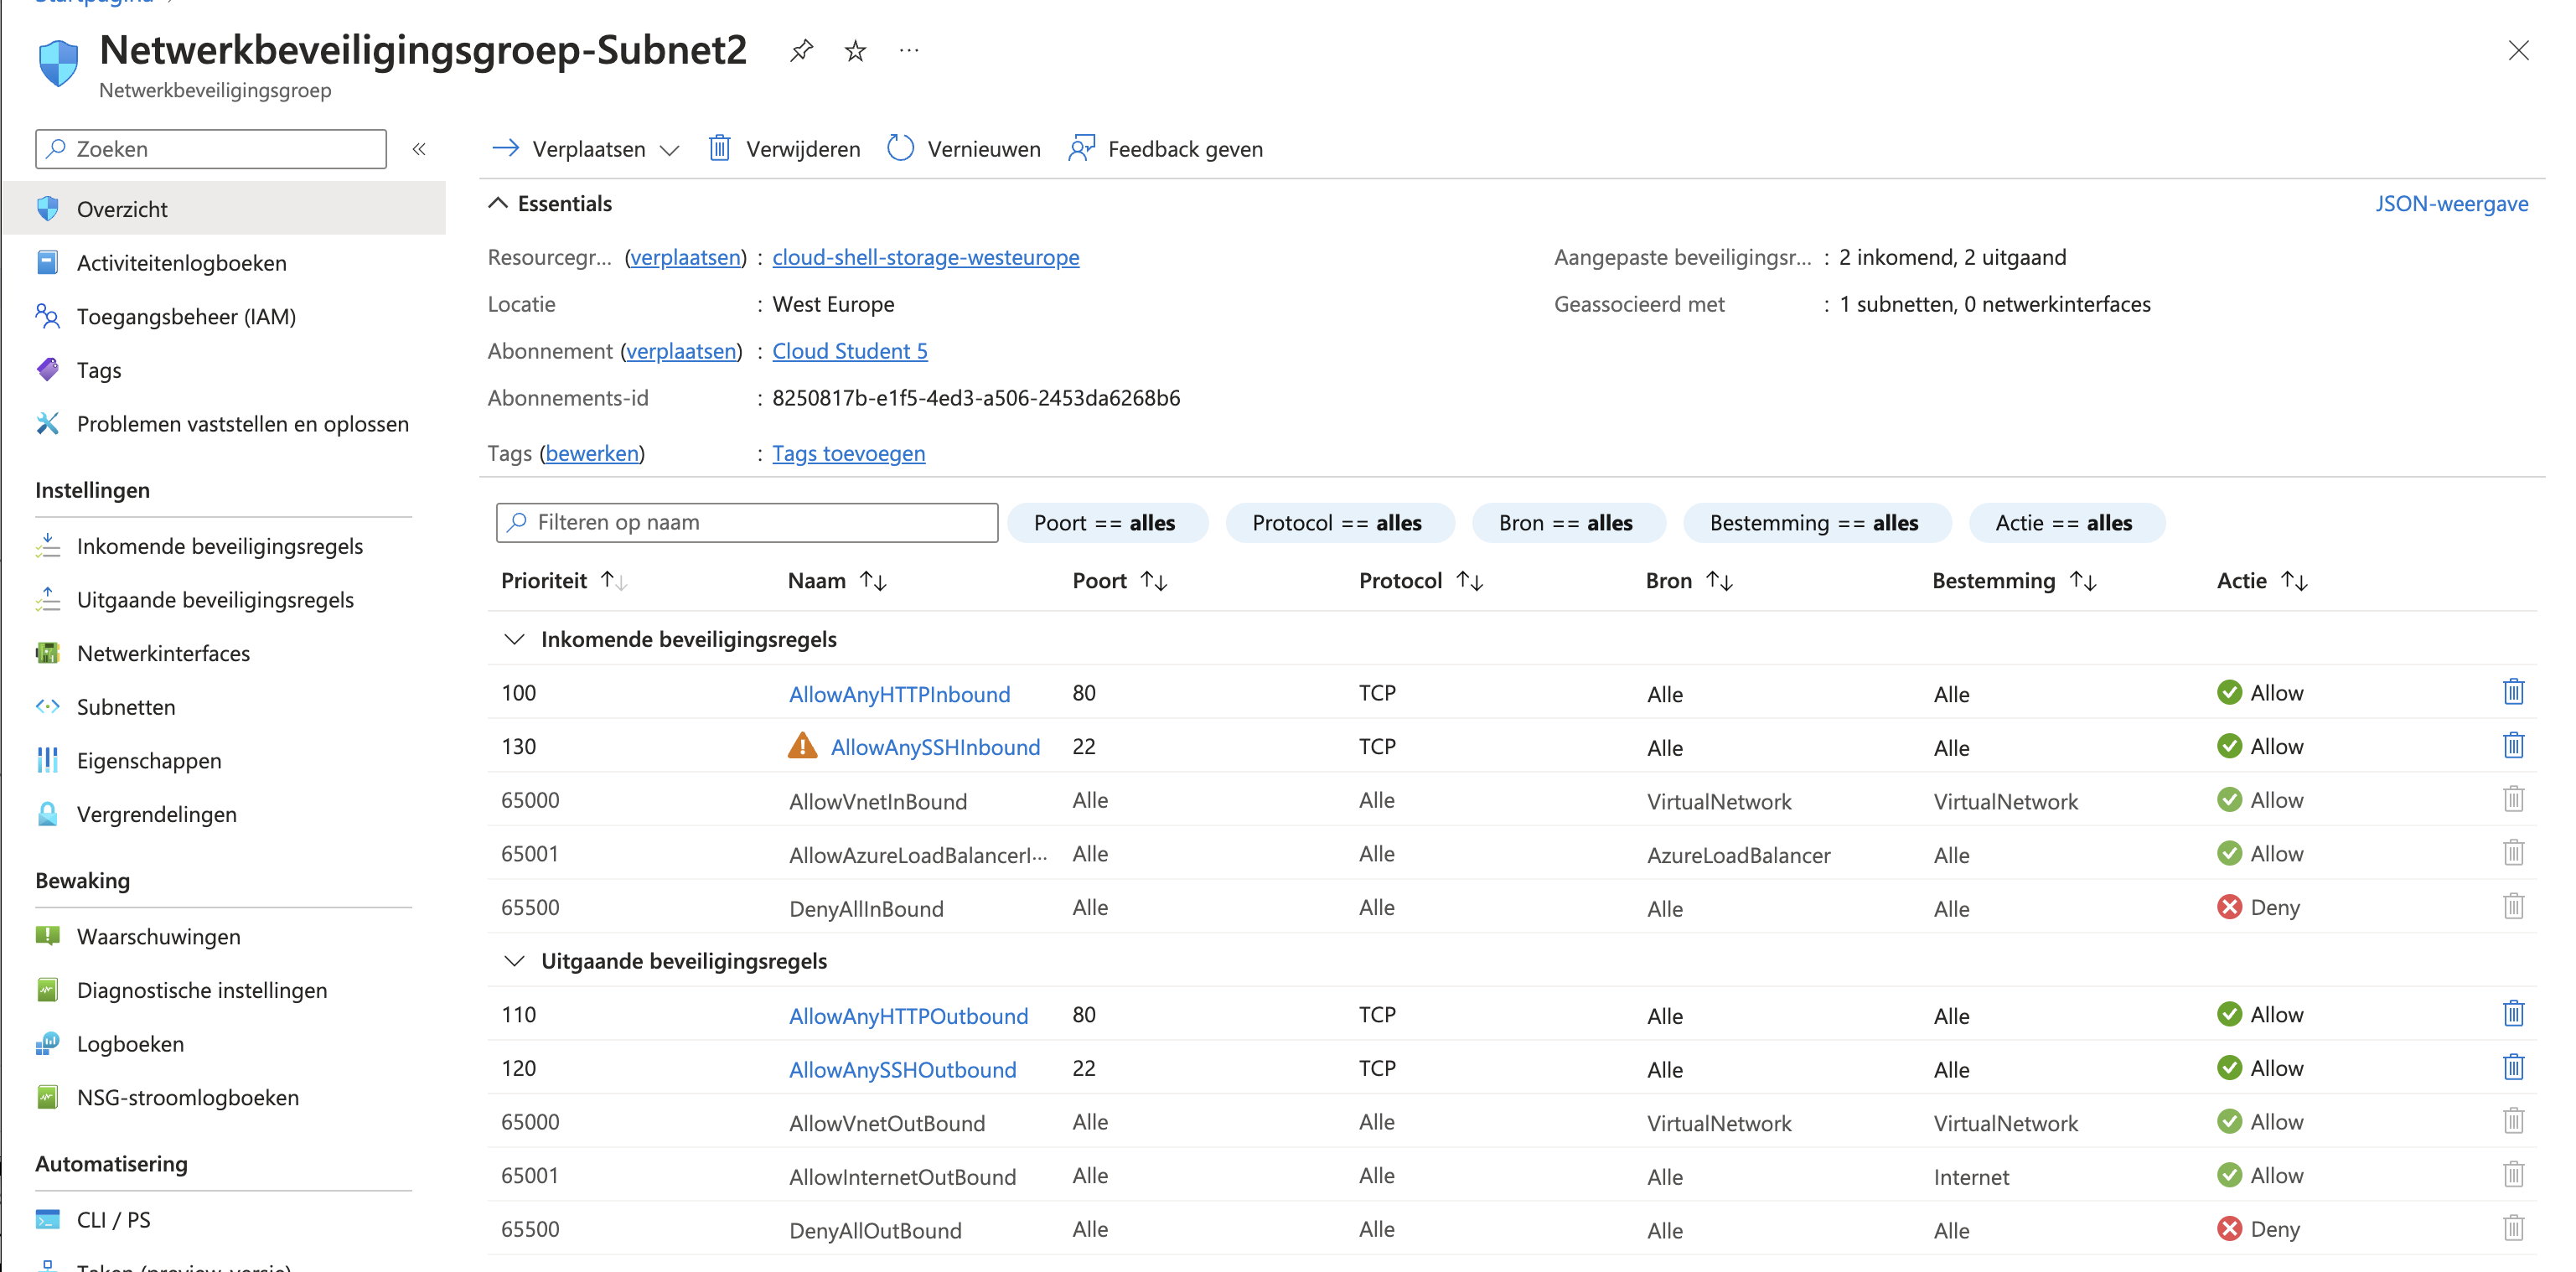 Netwerkbeveiligingsgroep-Subnet2
Netwerkbeveiligingsgroep
Zoeken
Overzicht
Activiteitenlogboeken
Toegangsbeheer (IAM)
Tags
Problemen vaststellen en oplossen
Instellingen
Inkomende beveiligingsregels
Uitgaande beveiligingsregels
Netwerkinterfaces
Subnetten
Eigenschappen
Vergrendelingen
Bewaking
Waarschuwingen
Diagnostische instellingen
Logboeken
NSG-stroomlogboeken
Automatisering
CLI / PS
Verplaatsen Verwijderen Vernieuwen Feedback geven
Essentials JSON-weergave
Resourcegr... (verplaatsen) : cloud-shell-storage-westeurope
Locatie : West Europe
Abonnement (verplaatsen) : Cloud Student 5
Abonnements-id : 8250817b-e1f5-4ed3-a506-2453da6268b6
Tags (bewerken) : Tags toevoegen
Aangepaste beveiligingsr... : 2 inkomend, 2 uitgaand
Geassocieerd met : 1 subnetten, 0 netwerkinterfaces
Filteren op naam Poort == alles Protocol == alles Bron == alles Bestemming == alles Actie == alles
Prioriteit Naam Poort Protocol Bron Bestemming Actie
Inkomende beveiligingsregels
100 AllowAnyHTTPInbound 80 TCP Alle Alle Allow
130 AllowAnySSHInbound 22 TCP Alle Alle Allow
65000 AllowVnetInBound Alle Alle VirtualNetwork VirtualNetwork Allow
65001 AllowAzureLoadBalancerI... Alle Alle AzureLoadBalancer Alle Allow
65500 DenyAllInBound Alle Alle Alle Alle Deny
Uitgaande beveiligingsregels
110 AllowAnyHTTPOutbound 80 TCP Alle Alle Allow
120 AllowAnySSHOutbound 22 TCP Alle Alle Allow
65000 AllowVnetOutBound Alle Alle VirtualNetwork VirtualNetwork Allow
65001 AllowInternetOutBound Alle Alle Alle Internet Allow
65500 DenyAllOutBound Alle Alle Alle Alle Deny